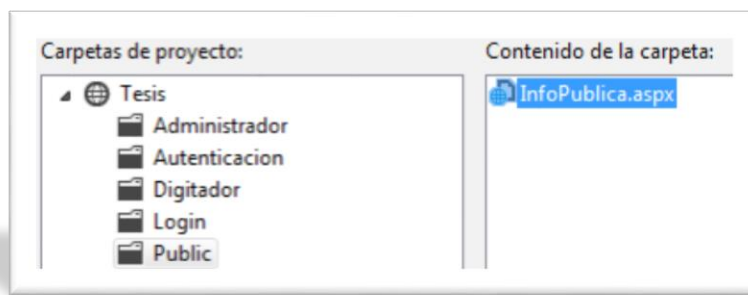 Carpetas de proyecto:
Tesis
Administrador
Autenticacion
Digitador
Login
Public
Contenido de la carpeta:
InfoPublica.aspx